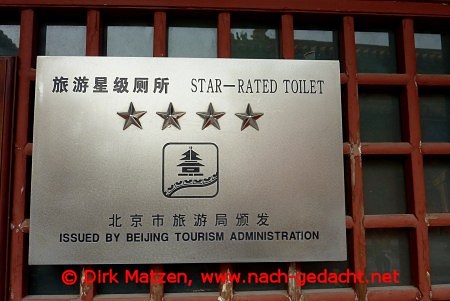 旅游星级厕所 STAR—RATED TOILET
北京市旅游局颁发
ISSUED BY BEIJING TOURISM ADMINISTRATION
© Dirk Matzen, www.nach-gedacht.net